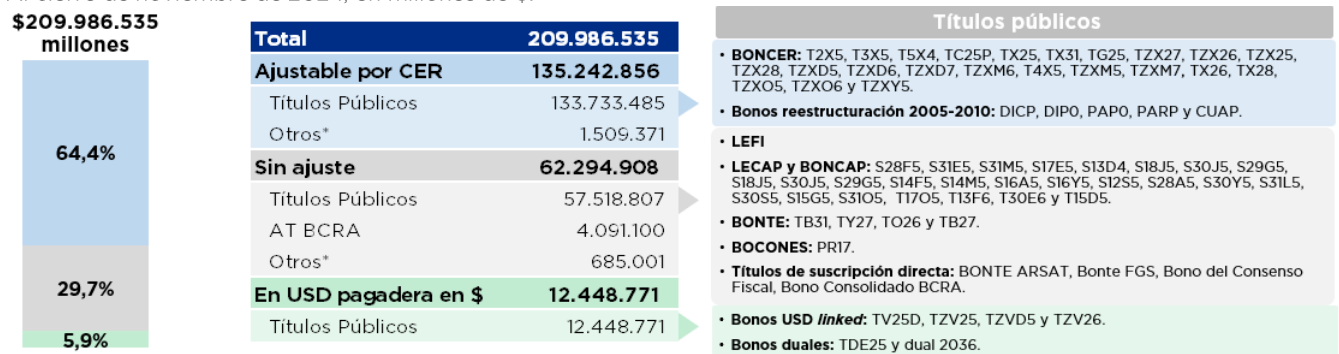 $209.986.535
millones
64,4%
29,7%
5,9%
Total 209.986.535
Ajustable por CER 135.242.856
Títulos Públicos 133.733.485
Otros* 1.509.371
Sin ajuste 62.294.908
Títulos Públicos 57.518.807
AT BCRA 4.091.100
Otros* 685.001
En USD pagadera en $ 12.448.771
Títulos Públicos 12.448.771
Títulos públicos
• BONCER: T2X5, T3X5, T5X4, TC25P, TX25, TX31, TG25, TZX27, TZX26, TZX25,
TZX28, TZXD5, TZXD6, TZXD7, TZXM6, T4X5, TZXM5, TZXM7, TX26, TX28,
TZXO5, TZXO6 y TZXY5.
• Bonos reestructuración 2005-2010: DICP, DIP0, PAP0, PARP y CUAP.
• LEFI
• LECAP y BONCAP: S28F5, S31E5, S31M5, S17E5, S13D4, S18J5, S30J5, S29G5,
S18J5, S30J5, S29G5, S14F5, S14M5, S16A5, S16Y5, S12S5, S28A5, S30Y5, S31L5,
S30S5, S15G5, S31O5, T17O5, T13F6, T30E6 y T15D5.
• BONTE: TB31, TY27, TO26 y TB27.
• BOCONES: PR17.
• Títulos de suscripción directa: BONTE ARSAT, Bonte FGS, Bono del Consenso
Fiscal, Bono Consolidado BCRA.
• Bonos USD linked: TV25D, TZV25, TZVD5 y TZV26.
• Bonos duales: TDE25 y dual 2036.